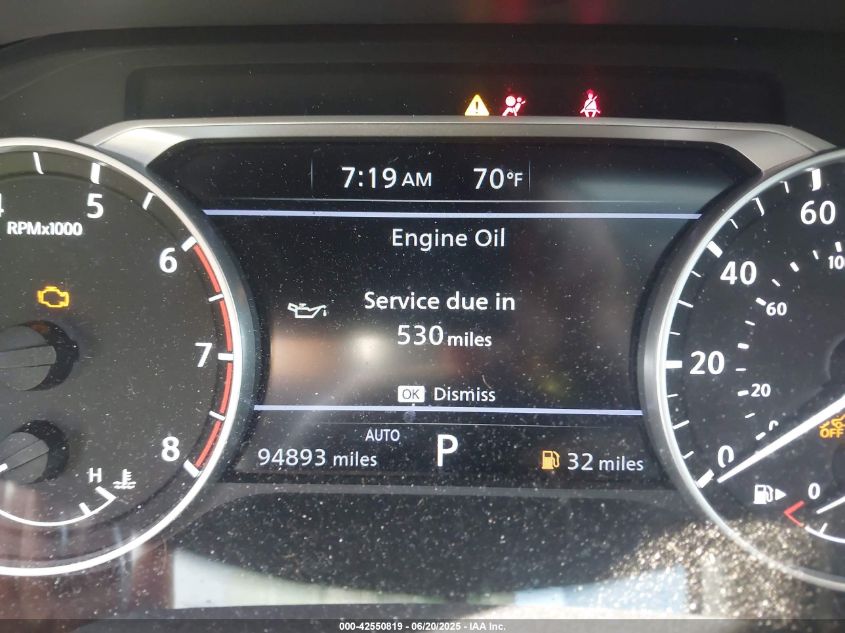 7:19 AM 70°F
4 5 6 7 8
RPMx1000
Engine Oil
Service due in
530 miles
OK Dismiss
AUTO
94893 miles P 32 miles
H
60
40
20
0
60
20
OFF
0
000-42550819 - 06/20/2025 - IAA Inc.